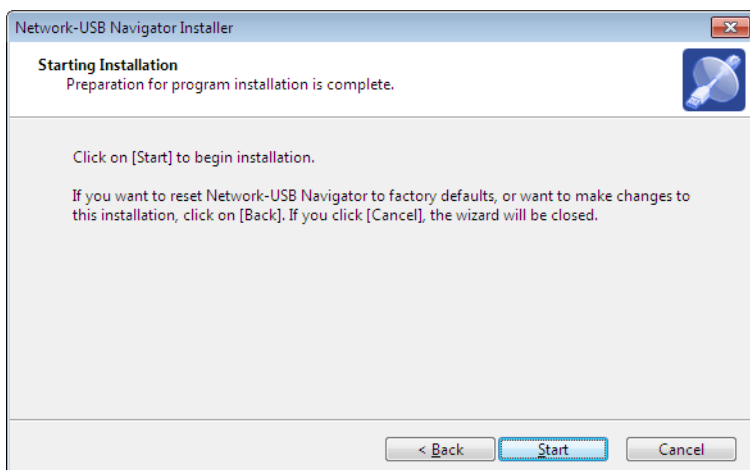 Network-USB Navigator Installer
Starting Installation
Preparation for program installation is complete.
Click on [Start] to begin installation.
If you want to reset Network-USB Navigator to factory defaults, or want to make changes to
this installation, click on [Back]. If you click [Cancel], the wizard will be closed.
< Back Start Cancel